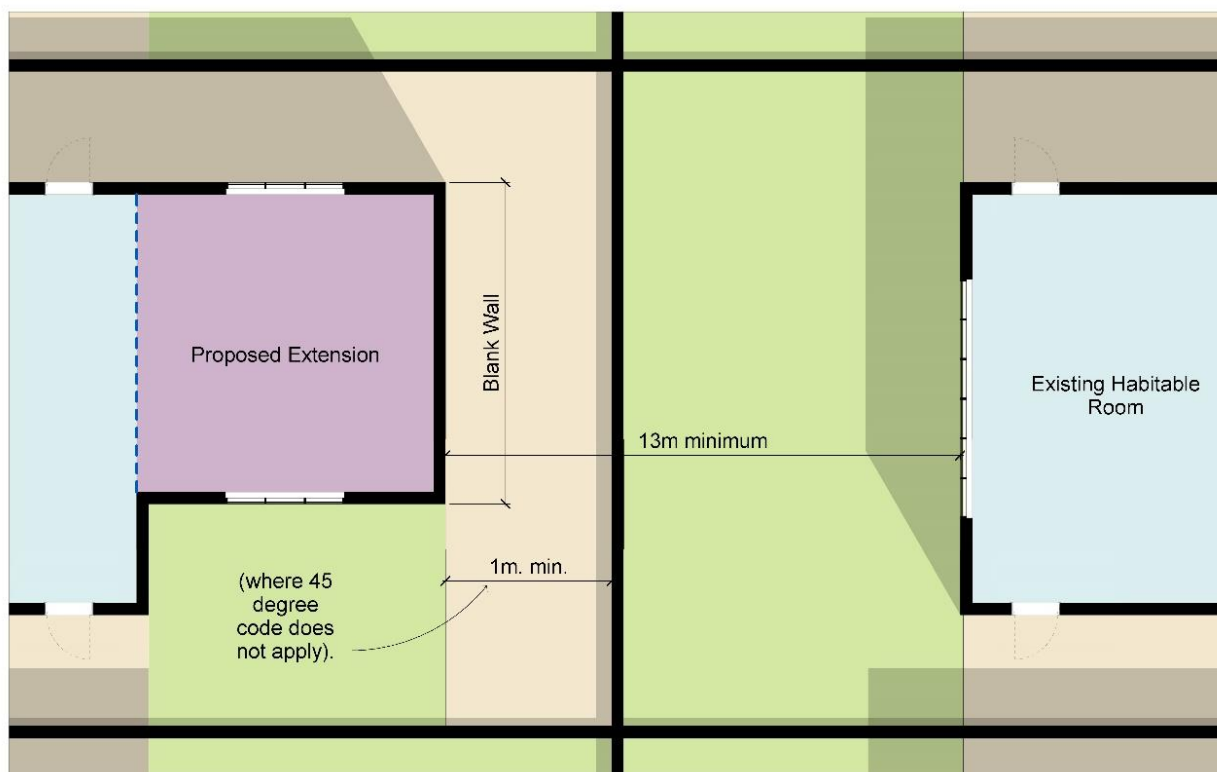 Proposed Extension
Blank Wall
Existing Habitable
Room
13m minimum
1m. min.
(where 45
degree
code does
not apply).